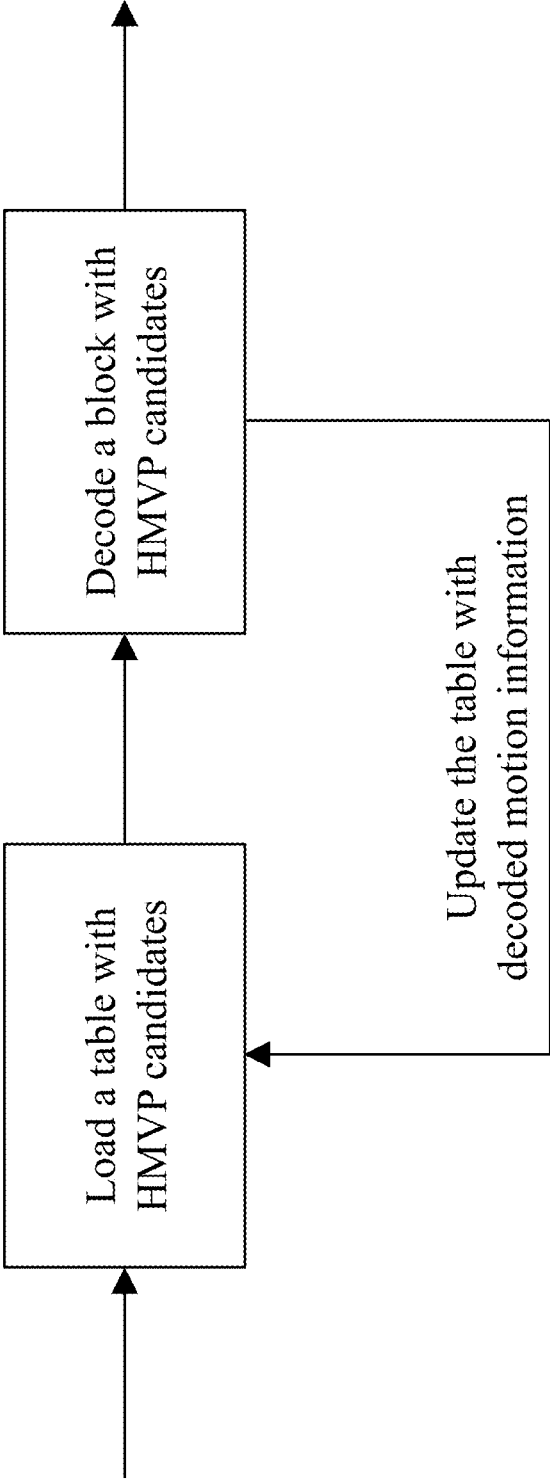 Load a table with
HMVP candidates
Decode a block with
HMVP candidates
Update the table with
decoded motion information